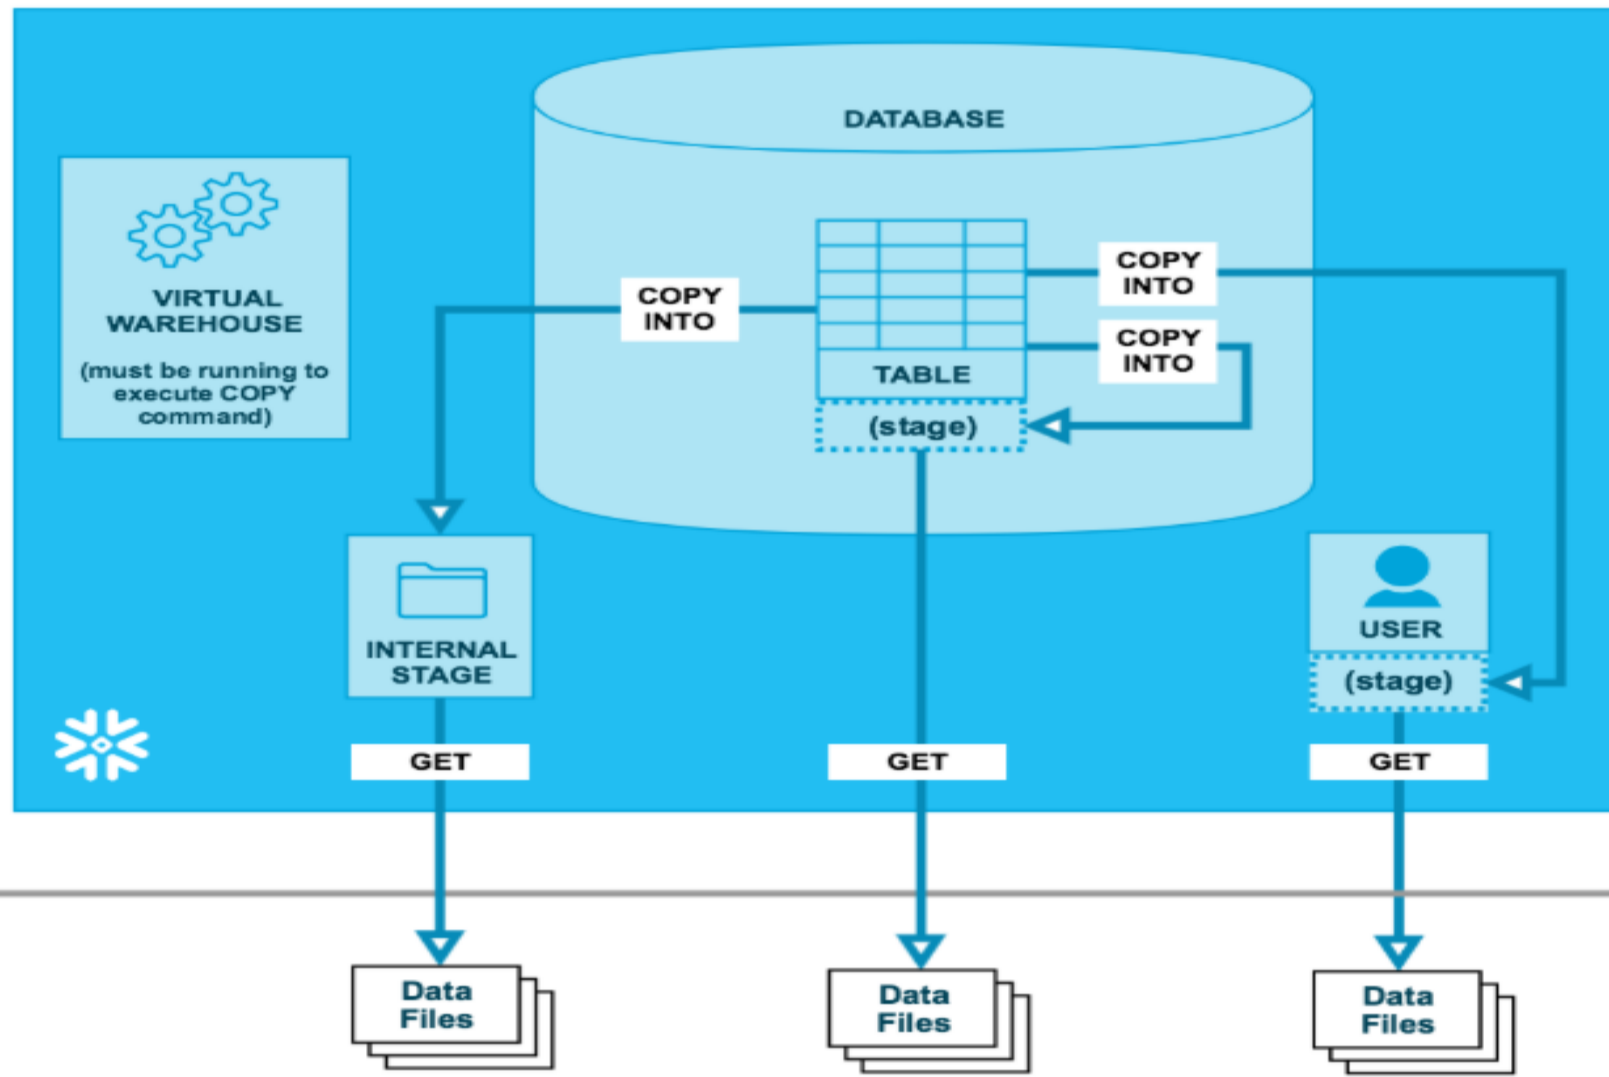 DATABASE
VIRTUAL
WAREHOUSE
(must be running to
execute COPY
command)
COPY
INTO
COPY
INTO
COPY
INTO
TABLE
(stage)
INTERNAL
STAGE
USER
(stage)
GET
GET
GET
Data
Files
Data
Files
Data
Files